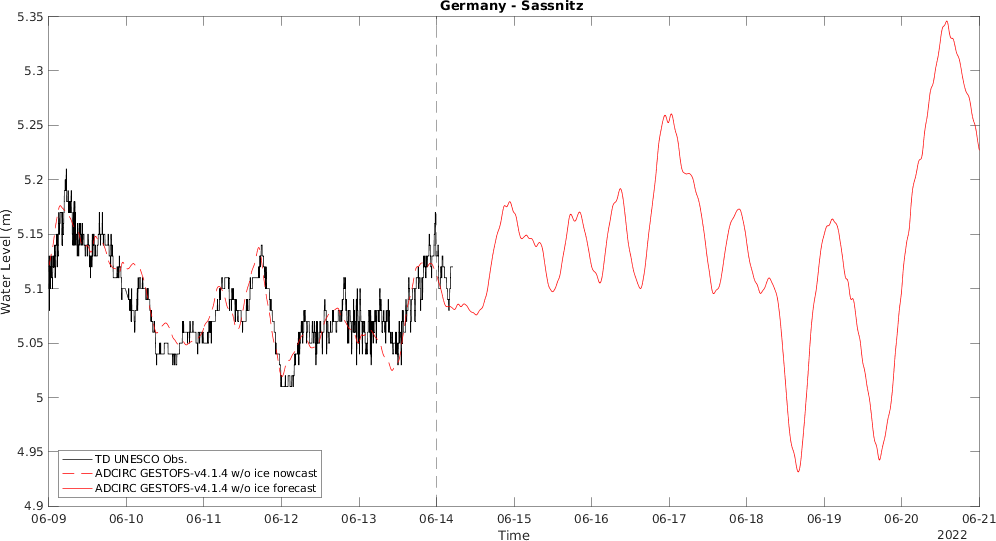 Germany - Sassnitz
5.35
5.3
5.25
5.2
5.15
5.1
5.05
5
4.95
4.9
Water Level (m)
TD UNESCO Obs.
ADCIRC GESTOFS-v4.1.4 w/o ice nowcast
ADCIRC GESTOFS-v4.1.4 w/o ice forecast
06-09 06-10 06-11 06-12 06-13 06-14 06-15 06-16 06-17 06-18 06-19 06-20 06-21
Time
2022